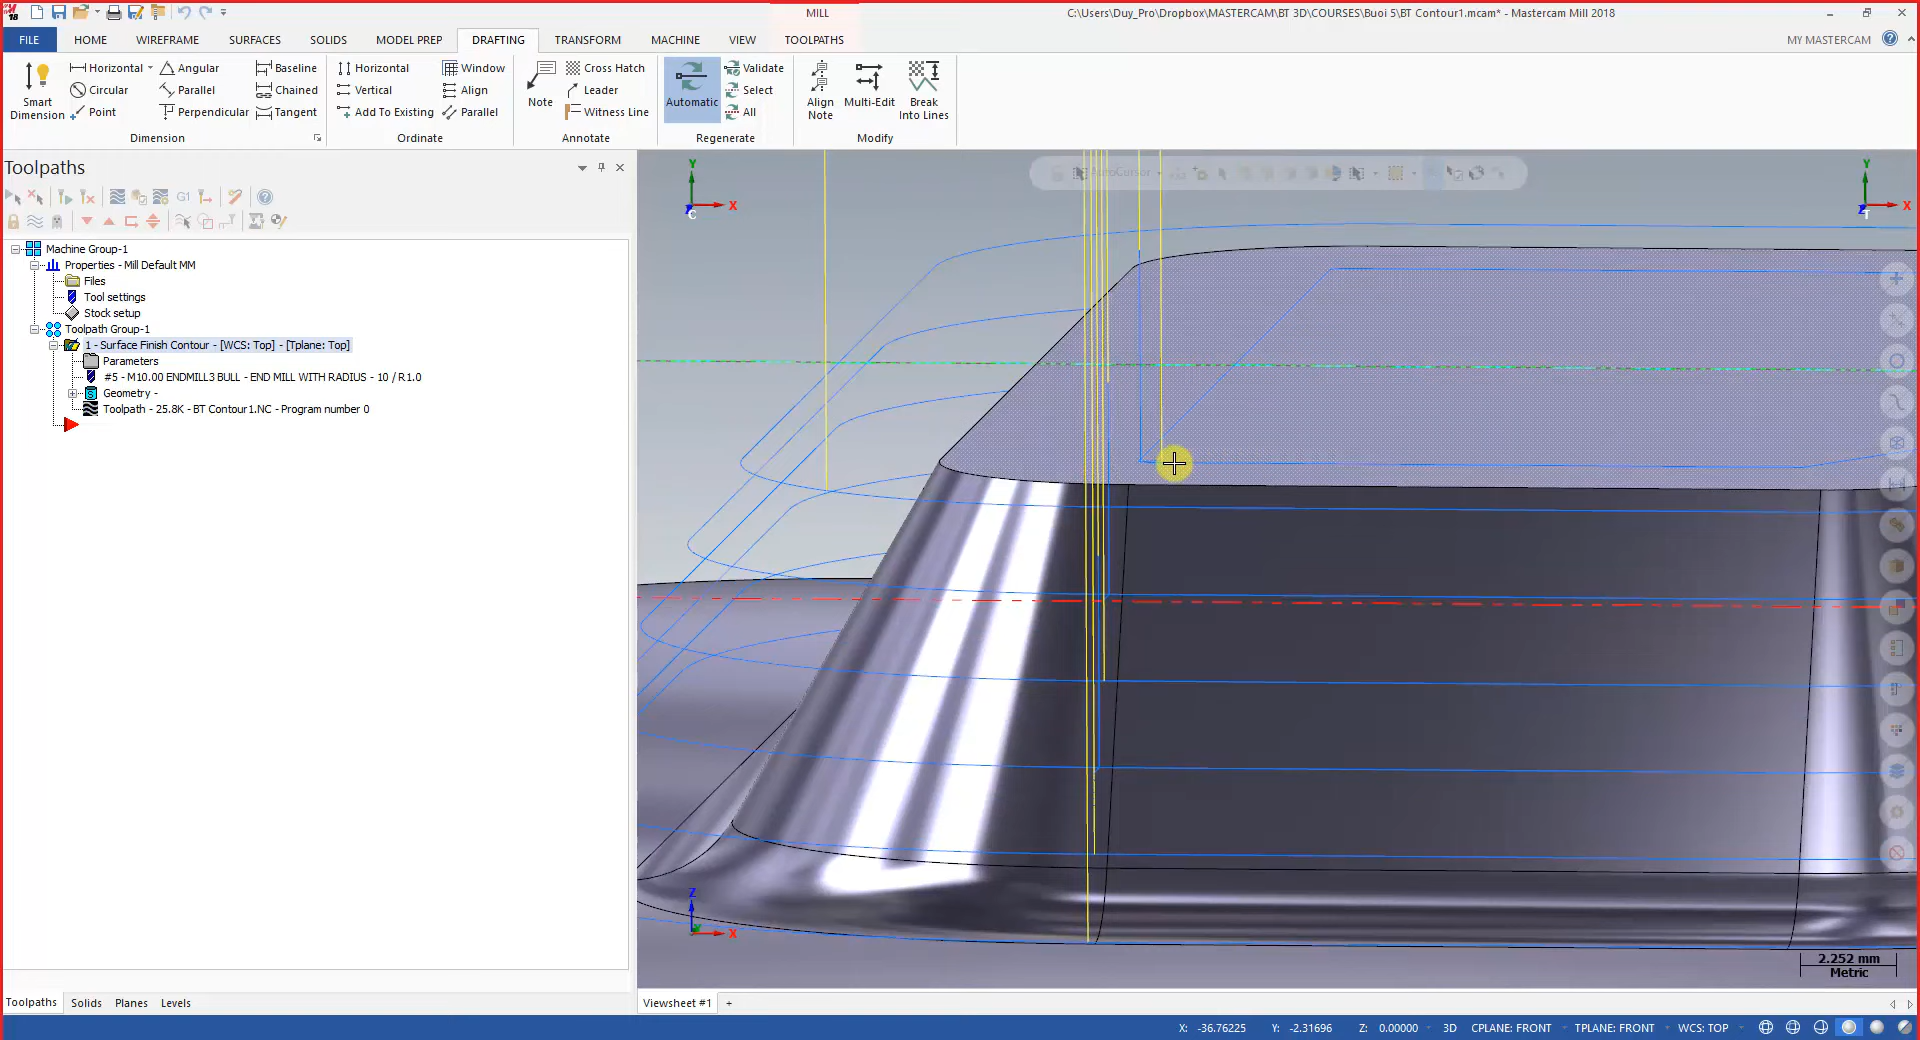 18
MILL
C:\Users\Duy_Pro\Dropbox\MASTERCAM\BT 3D\COURSES\Buoi 5\BT Contour1.mcam* - Mastercam Mill 2018
FILE HOME WIREFRAME SURFACES SOLIDS MODEL PREP DRAFTING TRANSFORM MACHINE VIEW TOOLPATHS MY MASTERCAM
Smart Dimension
Horizontal Angular Baseline
Circular Parallel Chained
Point Perpendicular Tangent
Dimension
Horizontal Window
Vertical Align
Add To Existing Parallel
Ordinate
Note
Cross Hatch
Leader
Witness Line
Annotate
Automatic
Validate
Select
All
Regenerate
Align Note
Multi-Edit
Break Into Lines
Modify
Toolpaths
G1
Machine Group-1
Properties - Mill Default MM
Files
Tool settings
Stock setup
Toolpath Group-1
1 - Surface Finish Contour - [WCS: Top] - [Tplane: Top]
Parameters
#5 - M10.00 ENDMILL3 BULL - END MILL WITH RADIUS - 10 / R1.0
Geometry -
Toolpath - 25.8K - BT Contour1.NC - Program number 0
AutoCursor
Y
X
Z
C
Y
X
Z
T
Z
X
Y
2.252 mm
Metric
Toolpaths Solids Planes Levels
Viewsheet #1 +
X: -36.76225 Y: -2.31696 Z: 0.00000 3D CPLANE: FRONT TPLANE: FRONT WCS: TOP